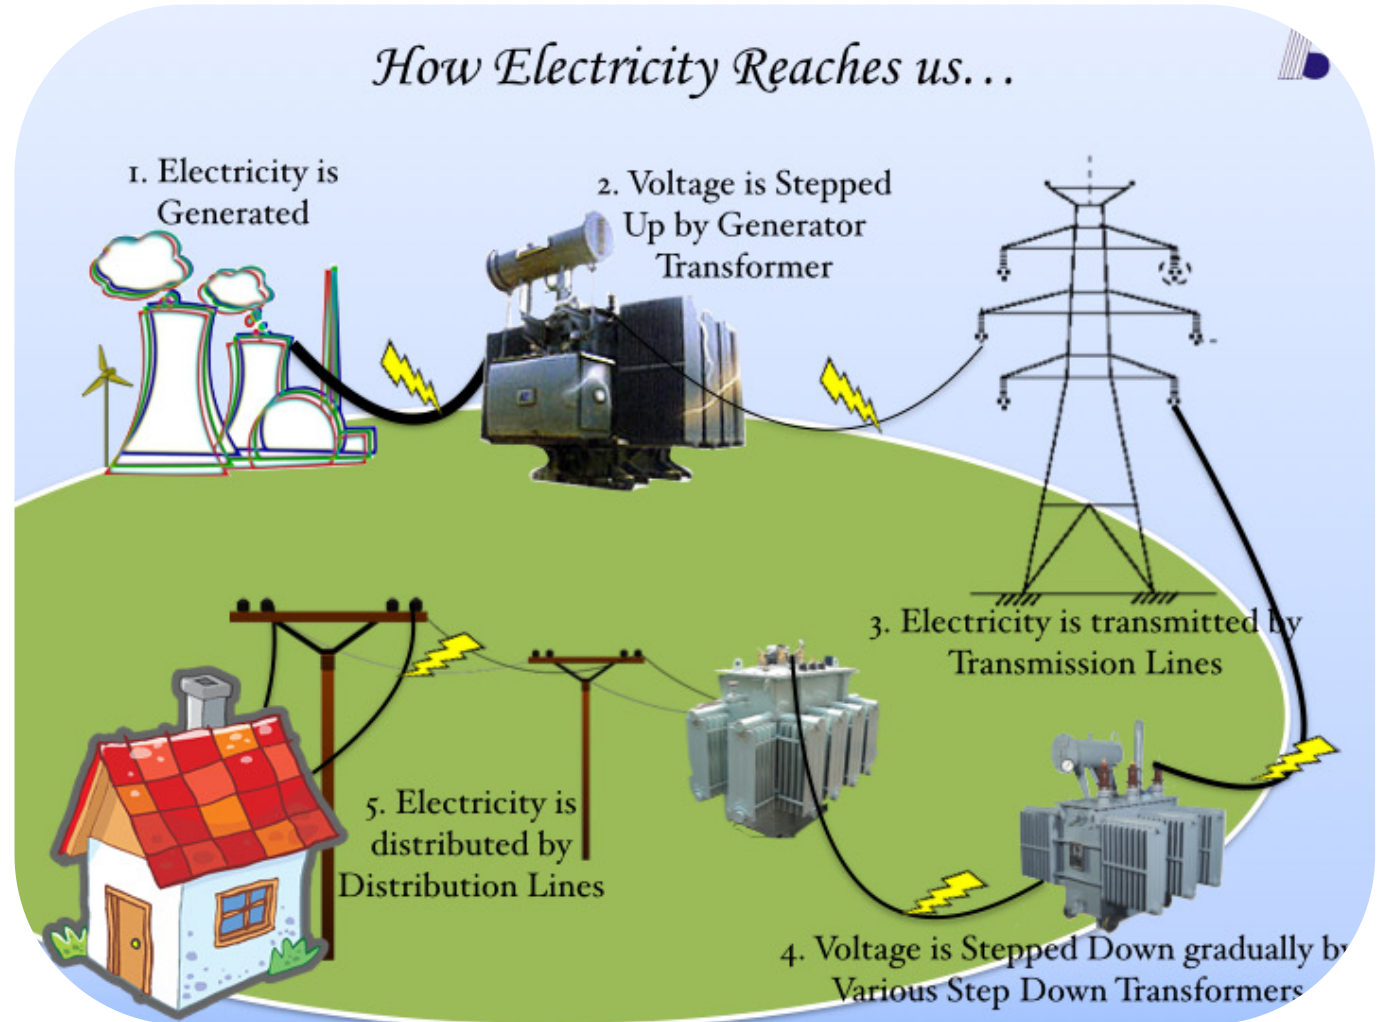 How Electricity Reaches us...
1. Electricity is
Generated
2. Voltage is Stepped
Up by Generator
Transformer
3. Electricity is transmitted by
Transmission Lines
4. Voltage is Stepped Down gradually by
Various Step Down Transformers
5. Electricity is
distributed by
Distribution Lines